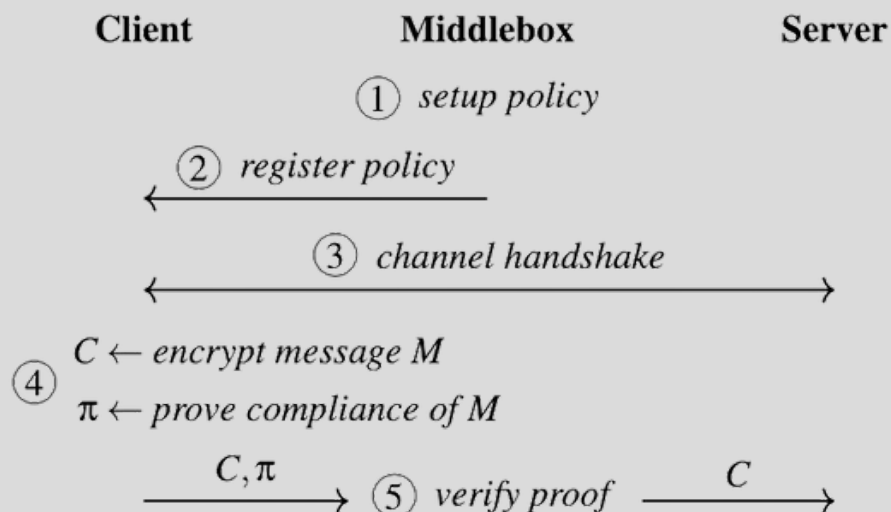 Client Middlebox Server
① setup policy
② register policy
③ channel handshake
④ C ← encrypt message M
π ← prove compliance of M
C, π ⑤ verify proof C